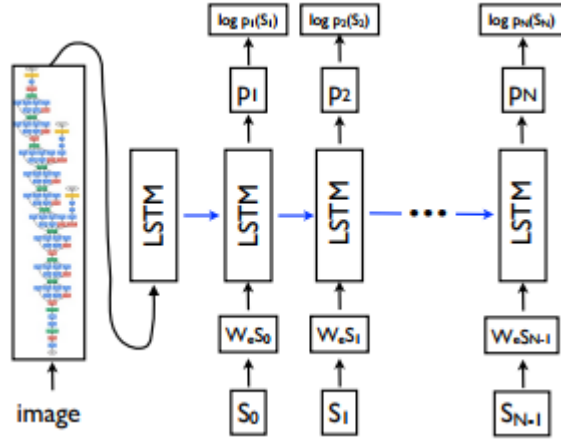 log p₁(S₁) log p₂(S₂) log pN(SN)
p₁ p₂ pN
LSTM LSTM LSTM LSTM
WeS₀ WeS₁ WeSN-1
image S₀ S₁ SN-1